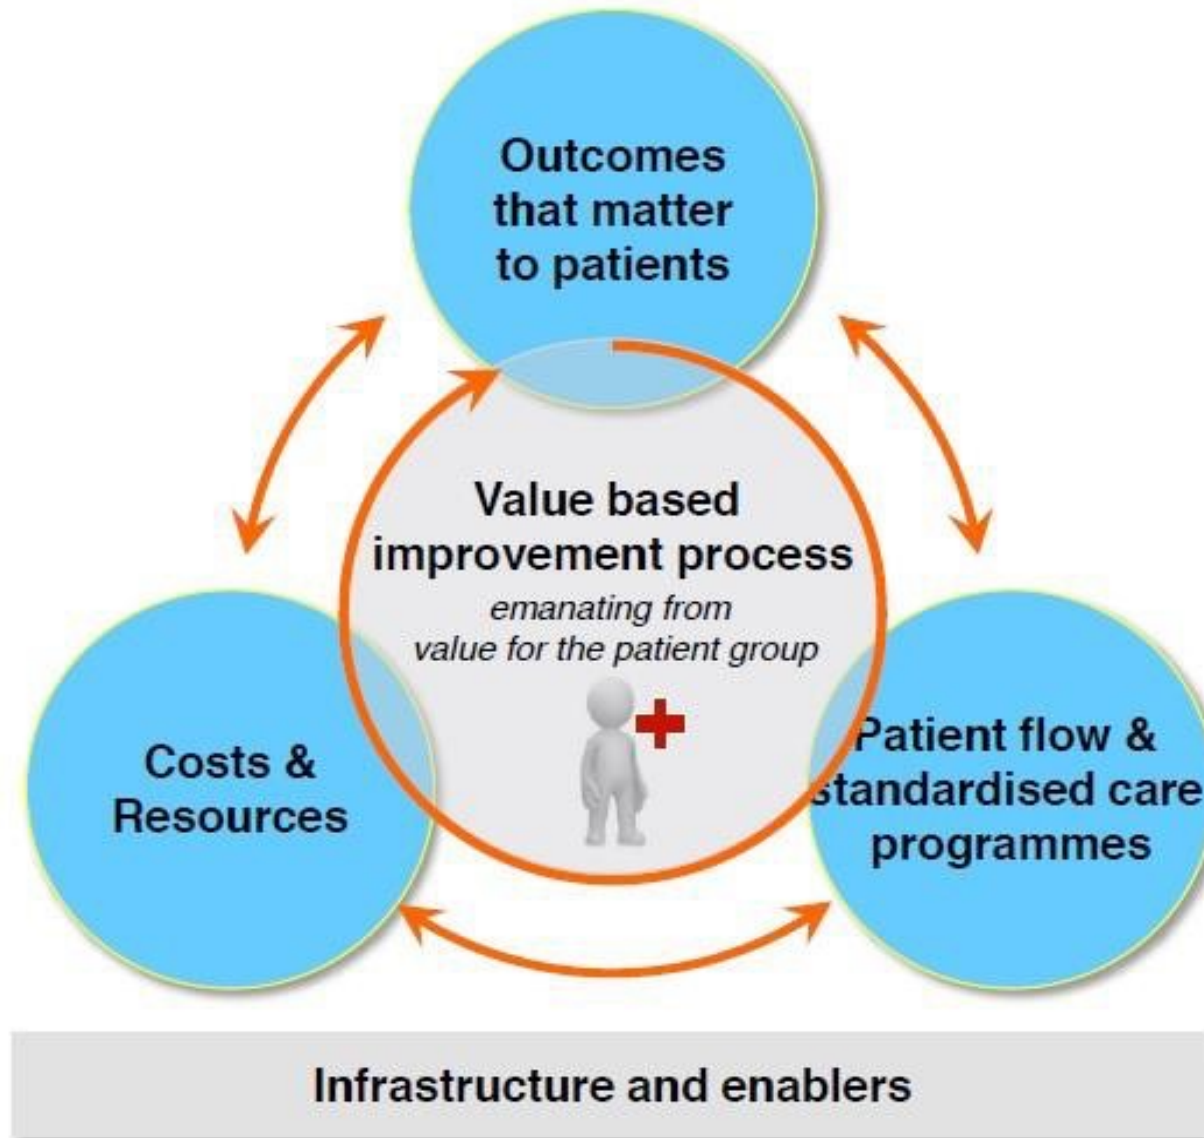 Outcomes
that matter
to patients
Value based
improvement process
emanating from
value for the patient group
Costs &
Resources
Patient flow &
standardised care
programmes
Infrastructure and enablers